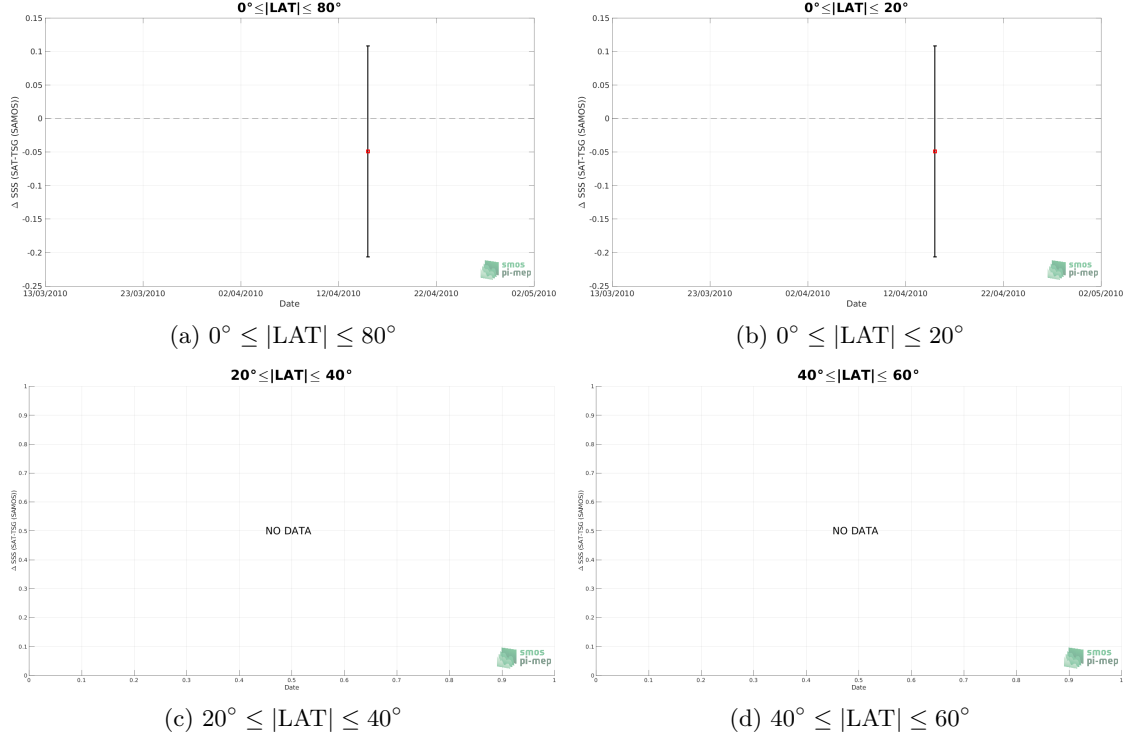 0°≤|LAT|≤ 80°
0.15
0.1
0.05
0
-0.05
-0.1
-0.15
-0.2
-0.25
Δ SSS (SAT-TSG (SAMOS))
13/03/2010 23/03/2010 02/04/2010 12/04/2010 22/04/2010 02/05/2010
Date
smos
pi-mep
(a) 0° ≤ |LAT| ≤ 80°
0°≤|LAT|≤ 20°
0.15
0.1
0.05
0
-0.05
-0.1
-0.15
-0.2
-0.25
Δ SSS (SAT-TSG (SAMOS))
13/03/2010 23/03/2010 02/04/2010 12/04/2010 22/04/2010 02/05/2010
Date
smos
pi-mep
(b) 0° ≤ |LAT| ≤ 20°
20°≤|LAT|≤ 40°
1
0.9
0.8
0.7
0.6
0.5
0.4
0.3
0.2
0.1
0
Δ SSS (SAT-TSG (SAMOS))
NO DATA
0 0.1 0.2 0.3 0.4 0.5 0.6 0.7 0.8 0.9 1
Date
smos
pi-mep
(c) 20° ≤ |LAT| ≤ 40°
40°≤|LAT|≤ 60°
1
0.9
0.8
0.7
0.6
0.5
0.4
0.3
0.2
0.1
0
Δ SSS (SAT-TSG (SAMOS))
NO DATA
0 0.1 0.2 0.3 0.4 0.5 0.6 0.7 0.8 0.9 1
Date
smos
pi-mep
(d) 40° ≤ |LAT| ≤ 60°